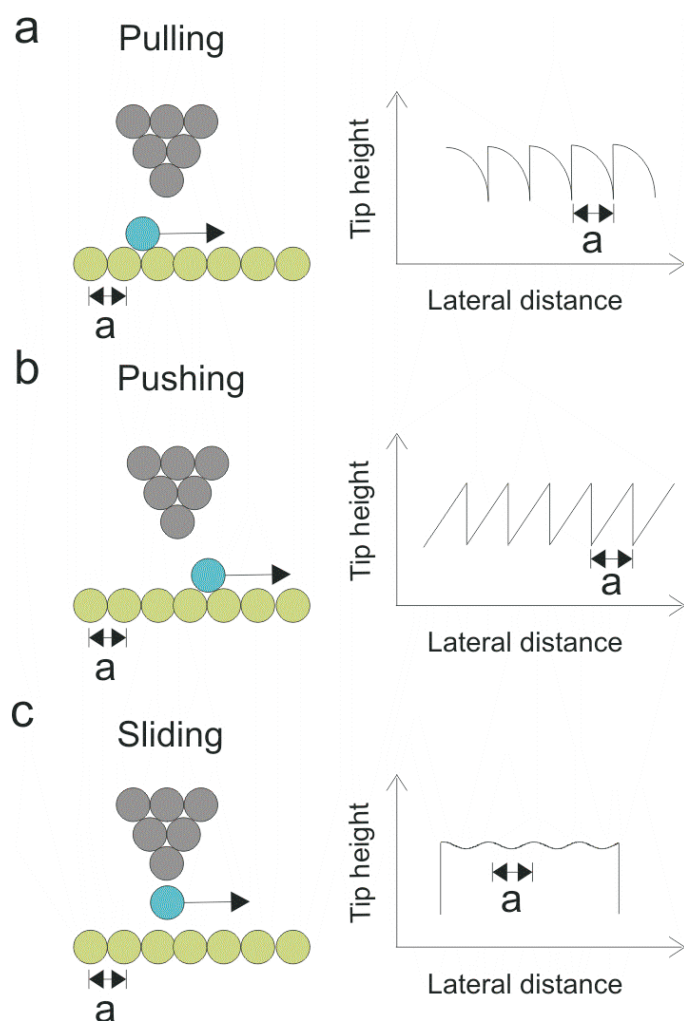 a
Pulling
Tip height
a
Lateral distance
a
b
Pushing
Tip height
a
Lateral distance
a
c
Sliding
Tip height
a
Lateral distance
a